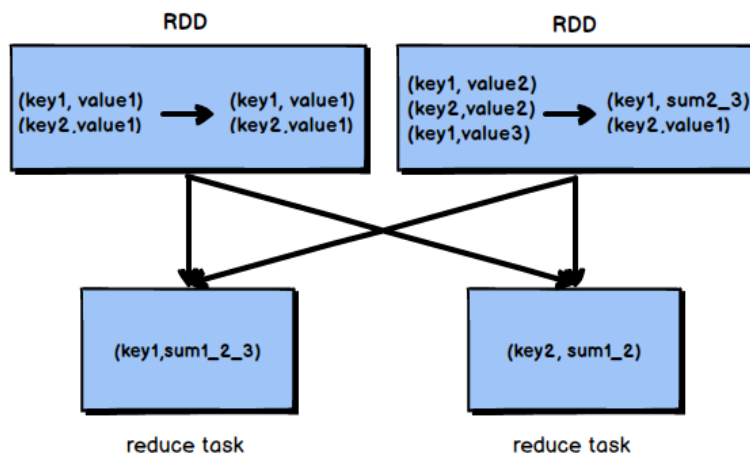 RDD
RDD
(key1, value1)
(key2,value1)
(key1, value1)
(key2,value1)
(key1, value2)
(key2,value2)
(key1,value3)
(key1, sum2_3)
(key2,value1)
(key1,sum1_2_3)
(key2, sum1_2)
reduce task
reduce task